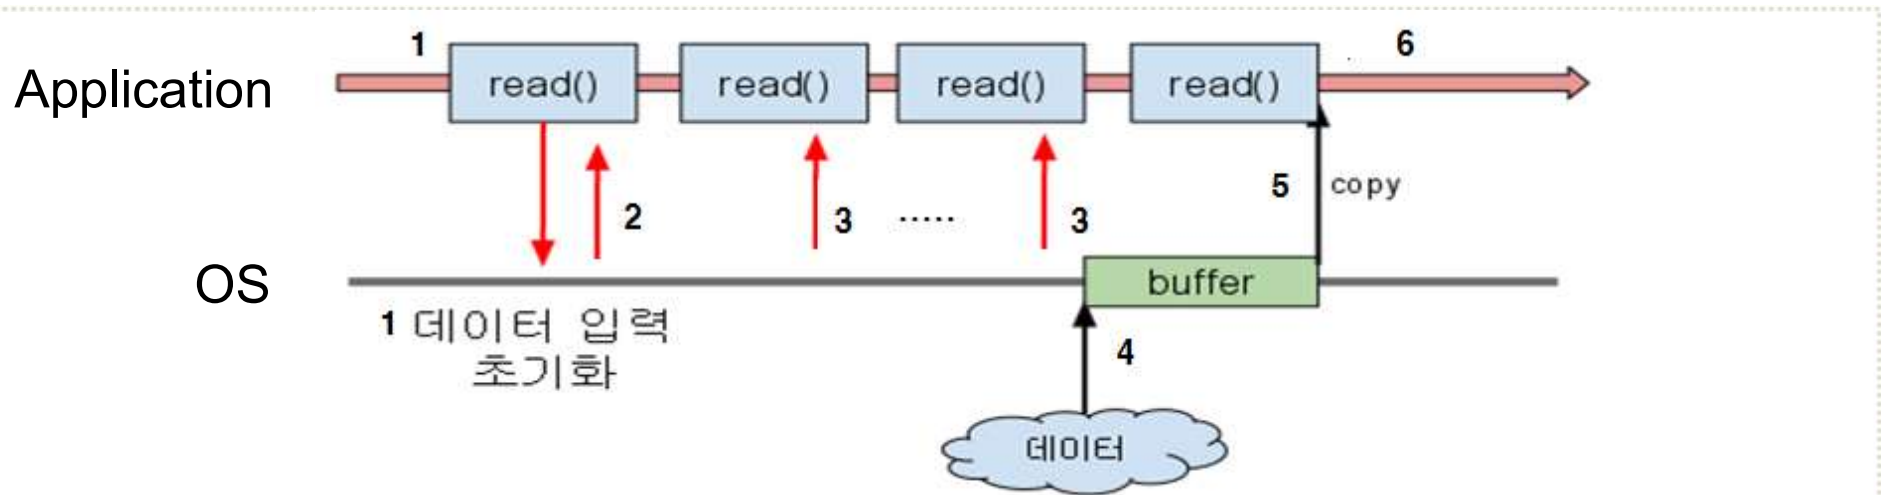 1
6
Application
read()
read()
read()
read()
2
3
.....
3
5
copy
OS
buffer
1 데이터 입력
초기화
4
데이터